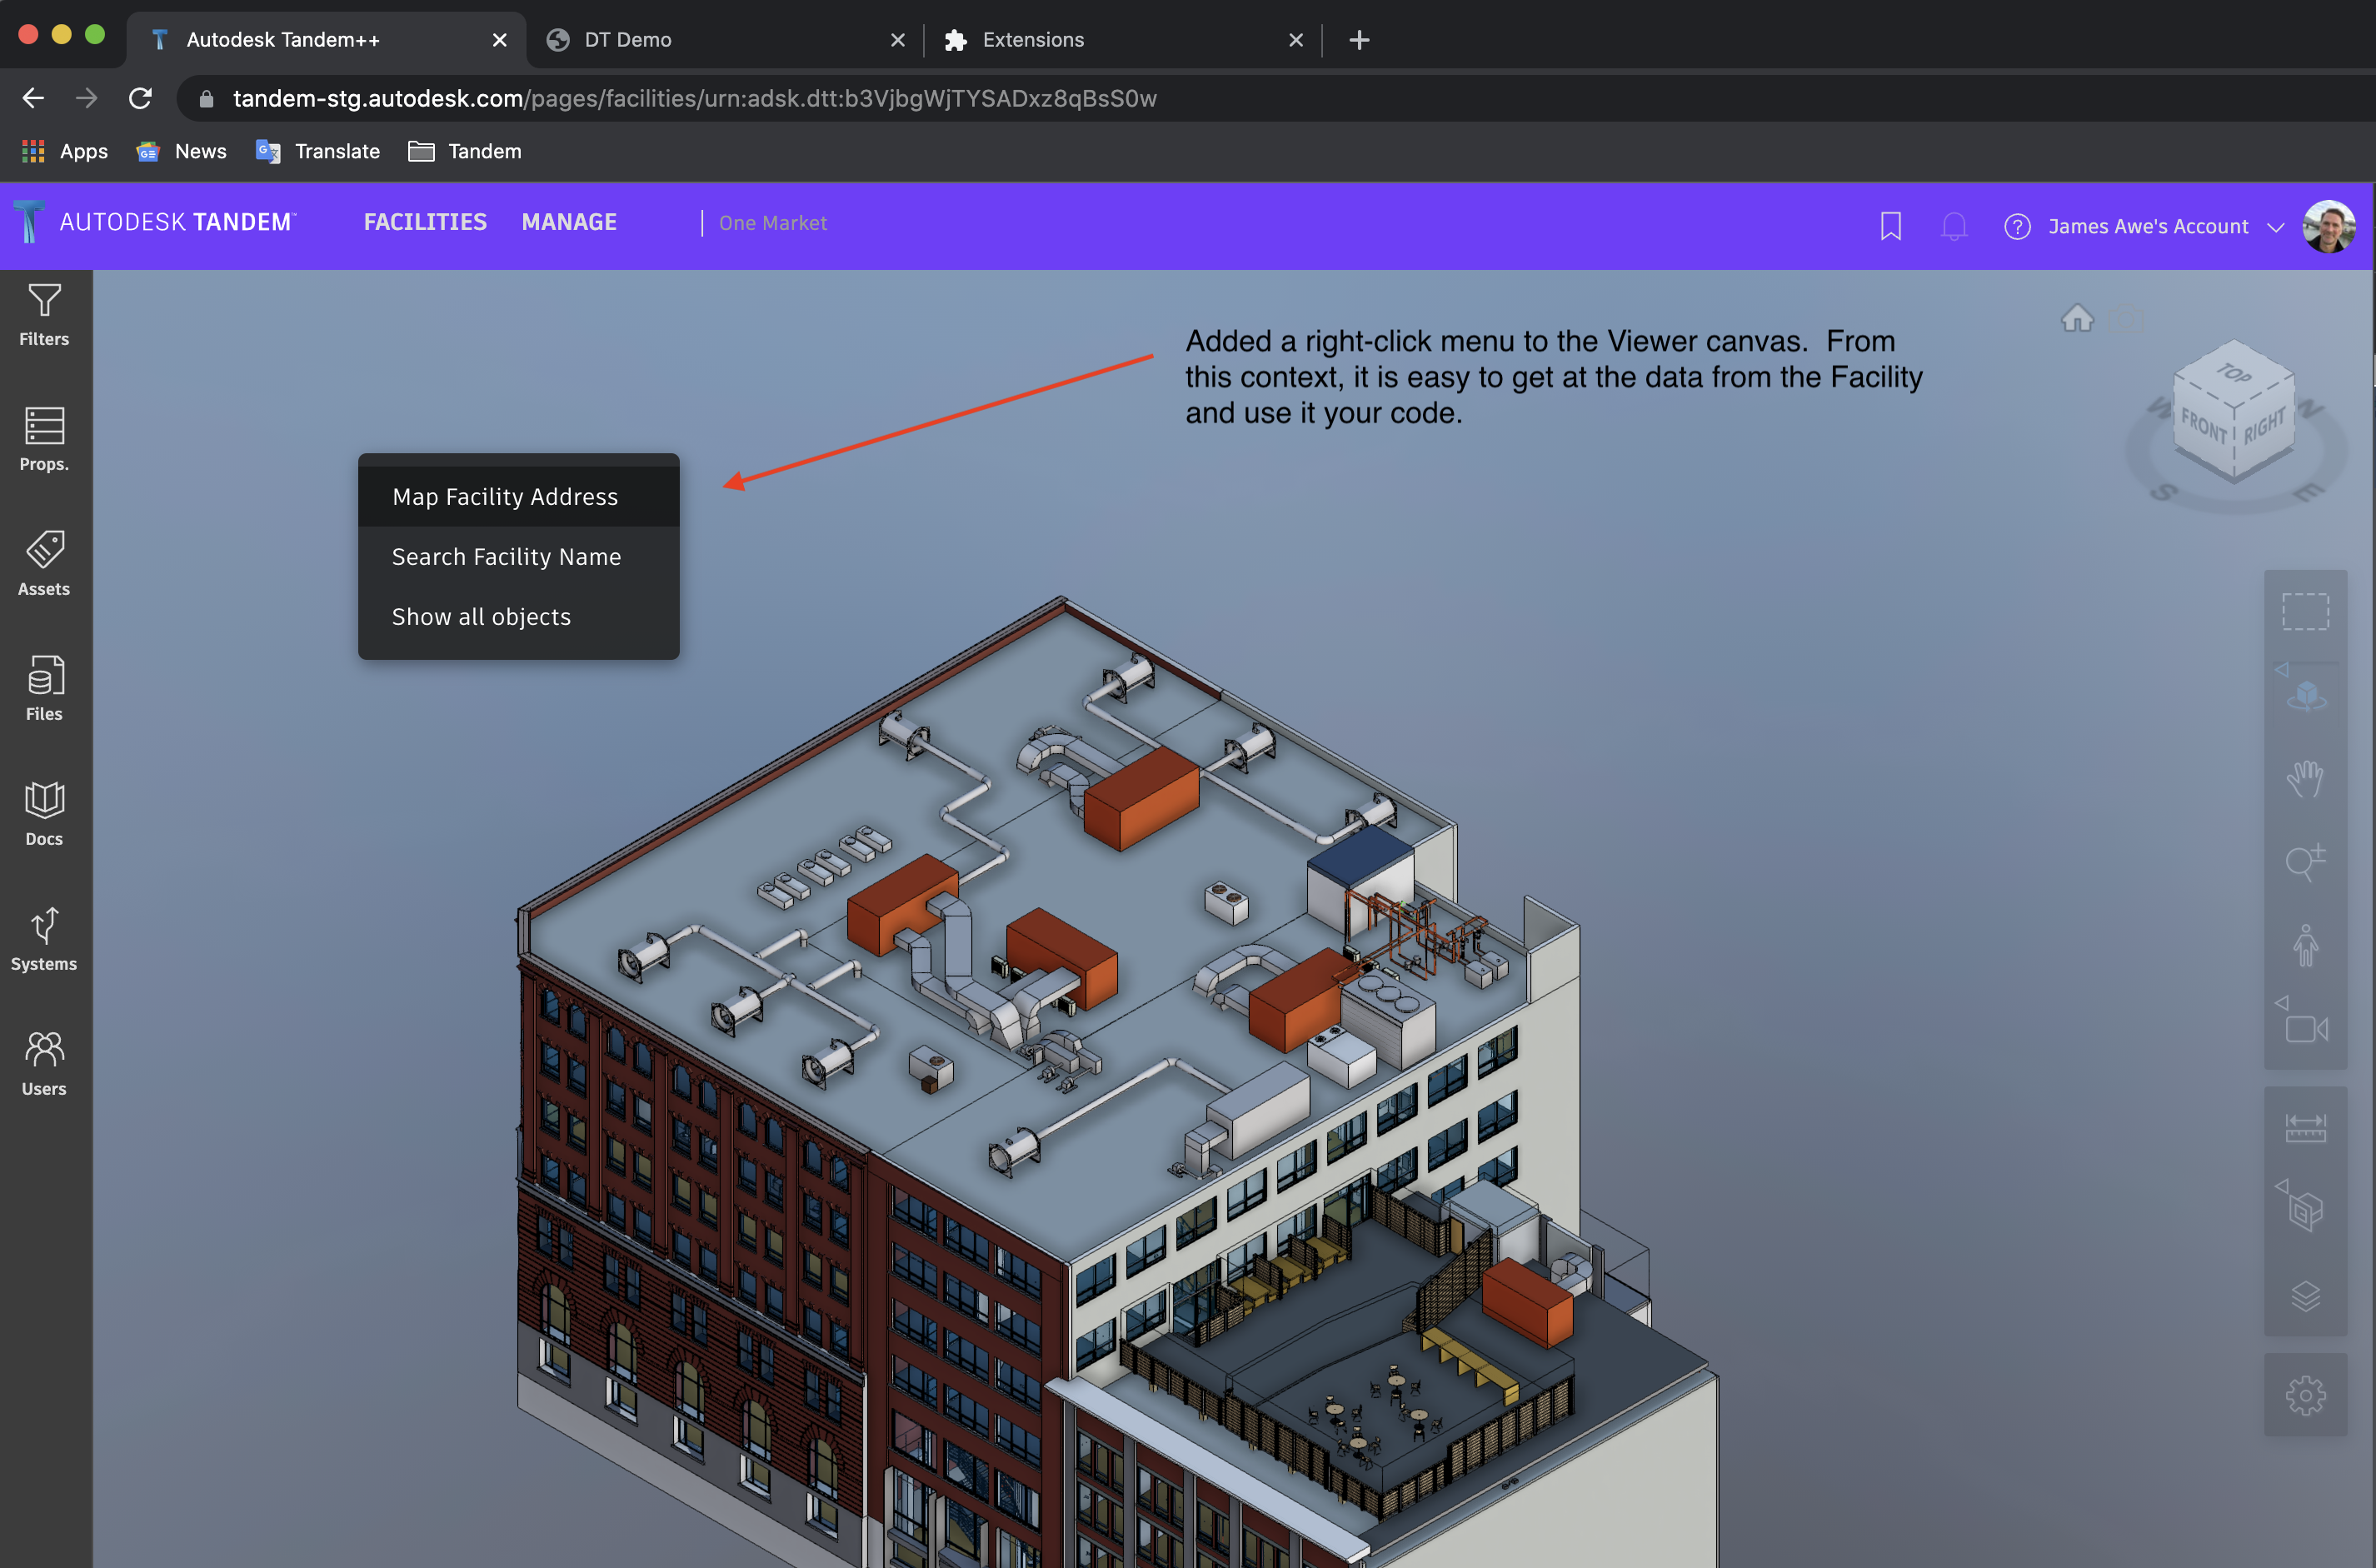 Autodesk Tandem++
DT Demo
Extensions
tandem-stg.autodesk.com/pages/facilities/urn:adsk.dtt:b3VjbgWjTYSADxz8qBsS0w
Apps
News
Translate
Tandem
AUTODESK TANDEM™
FACILITIES
MANAGE
One Market
James Awe's Account
Filters
Props.
Assets
Files
Docs
Systems
Users
Added a right-click menu to the Viewer canvas.  From
this context, it is easy to get at the data from the Facility
and use it your code.
Map Facility Address
Search Facility Name
Show all objects
TOP
FRONT
RIGHT
W
N
S
E